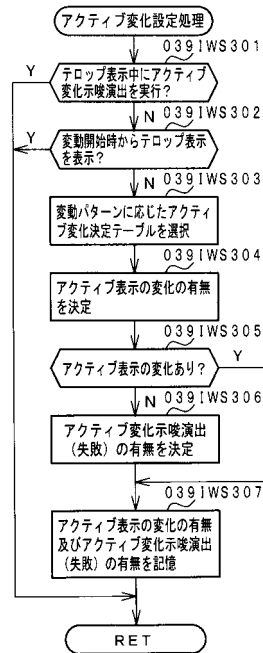 アクティブ変化設定処理
039IWS301
Y
テロップ表示中にアクティブ
変化示唆演出を実行?
N
039IWS302
Y
変動開始時からテロップ表示
を表示?
N
039IWS303
変動パターンに応じたアクティ
ブ変化決定テーブルを選択
039IWS304
アクティブ表示の変化の有無
を決定
039IWS305
アクティブ表示の変化あり?
Y
N
039IWS306
アクティブ変化示唆演出
(失敗)の有無を決定
039IWS307
アクティブ表示の変化の有無
及びアクティブ変化示唆演出
(失敗)の有無を記憶
RET